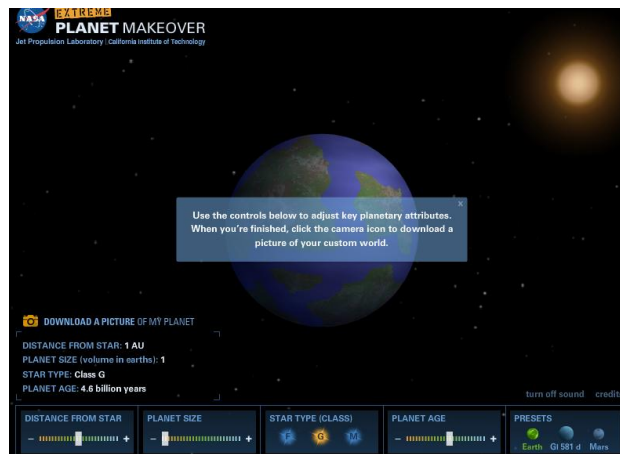 NASA
EXTREME
PLANET MAKEOVER
Jet Propulsion Laboratory | California Institute of Technology
x
Use the controls below to adjust key planetary attributes.
When you're finished, click the camera icon to download a
picture of your custom world.
DOWNLOAD A PICTURE OF MY PLANET
DISTANCE FROM STAR: 1 AU
PLANET SIZE (volume in earths): 1
STAR TYPE: Class G
PLANET AGE: 4.6 billion years
turn off sound credit
DISTANCE FROM STAR PLANET SIZE STAR TYPE (CLASS) PLANET AGE PRESETS
– + – + F G M – +
Earth Gl 581 d Mars